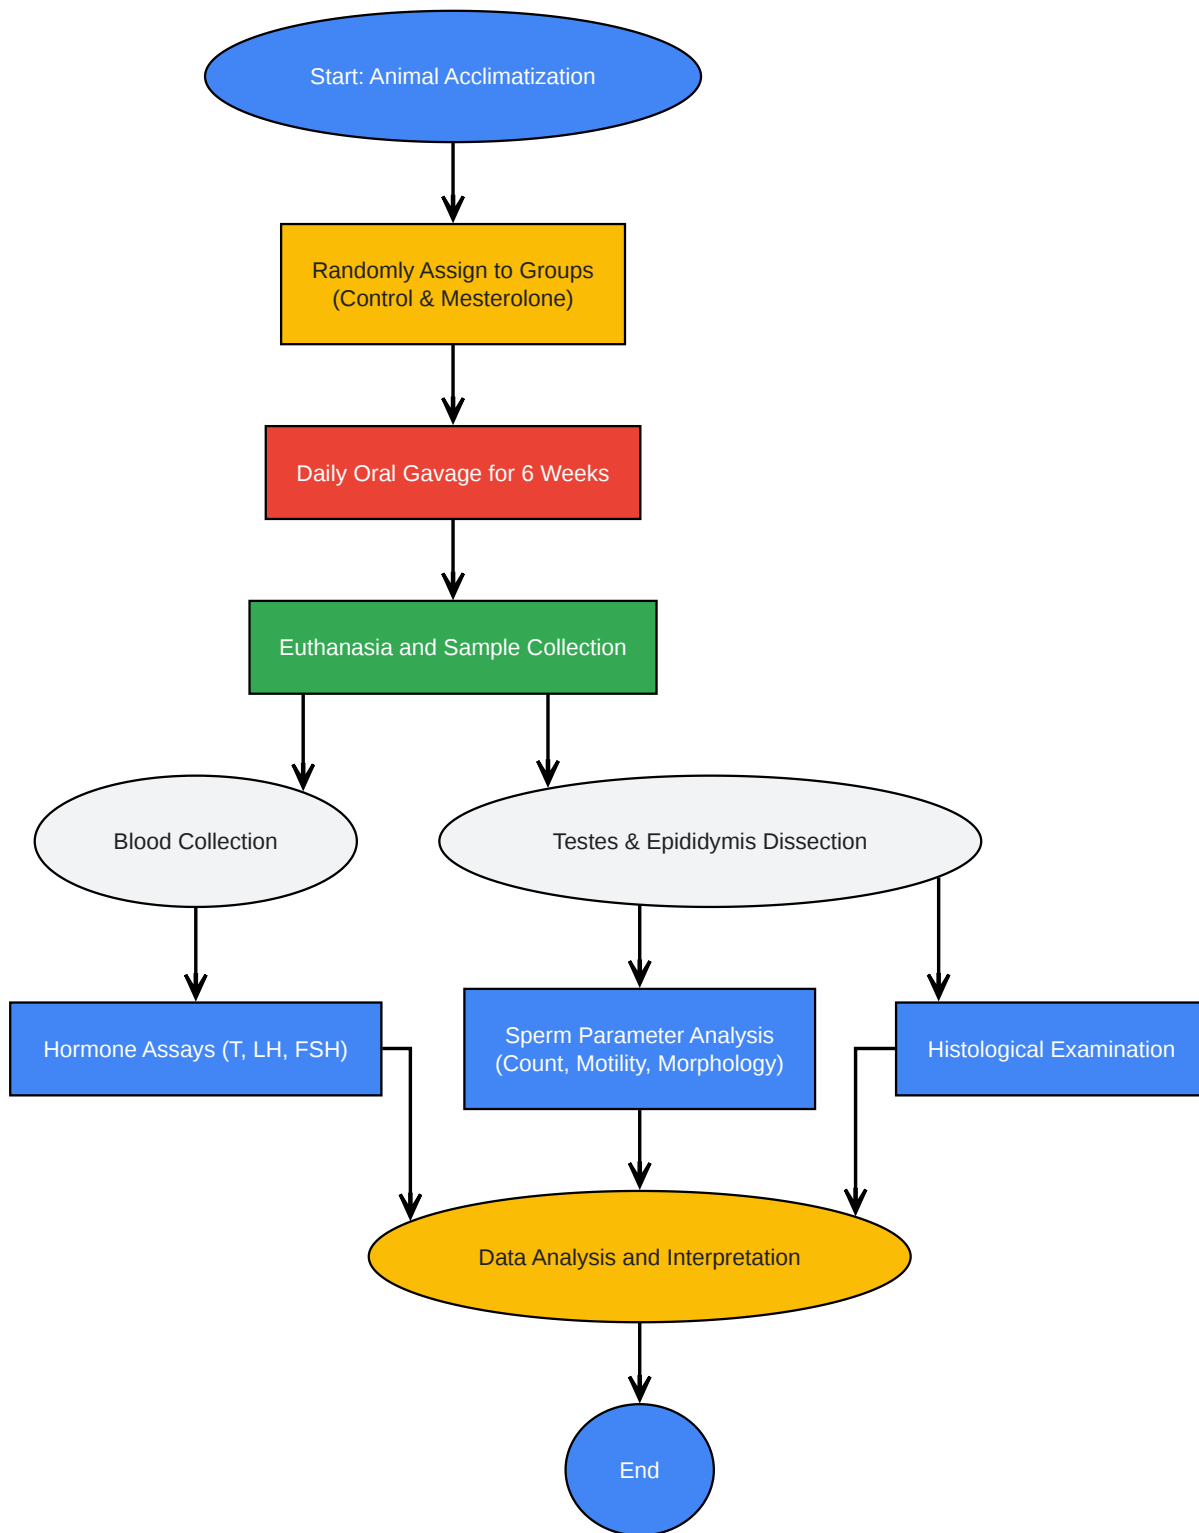 Start: Animal Acclimatization
Randomly Assign to Groups
(Control & Mesterolone)
Daily Oral Gavage for 6 Weeks
Euthanasia and Sample Collection
Blood Collection
Testes & Epididymis Dissection
Hormone Assays (T, LH, FSH)
Sperm Parameter Analysis
(Count, Motility, Morphology)
Histological Examination
Data Analysis and Interpretation
End